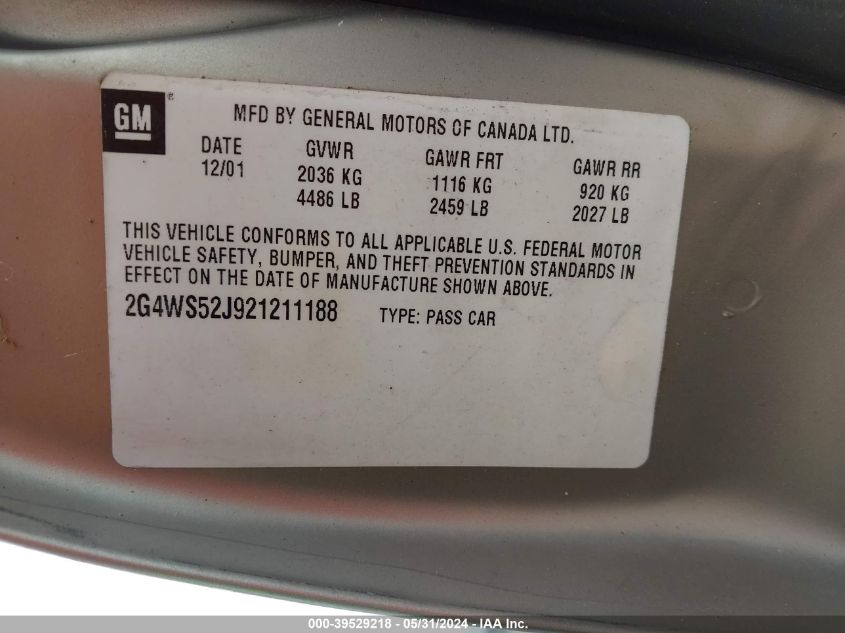 GM
MFD BY GENERAL MOTORS OF CANADA LTD.
DATE GVWR GAWR FRT GAWR RR
12/01 2036 KG 1116 KG 920 KG
4486 LB 2459 LB 2027 LB
THIS VEHICLE CONFORMS TO ALL APPLICABLE U.S. FEDERAL MOTOR
VEHICLE SAFETY, BUMPER, AND THEFT PREVENTION STANDARDS IN
EFFECT ON THE DATE OF MANUFACTURE SHOWN ABOVE.
2G4WS52J921211188 TYPE: PASS CAR
000-39529218 - 05/31/2024 - IAA Inc.